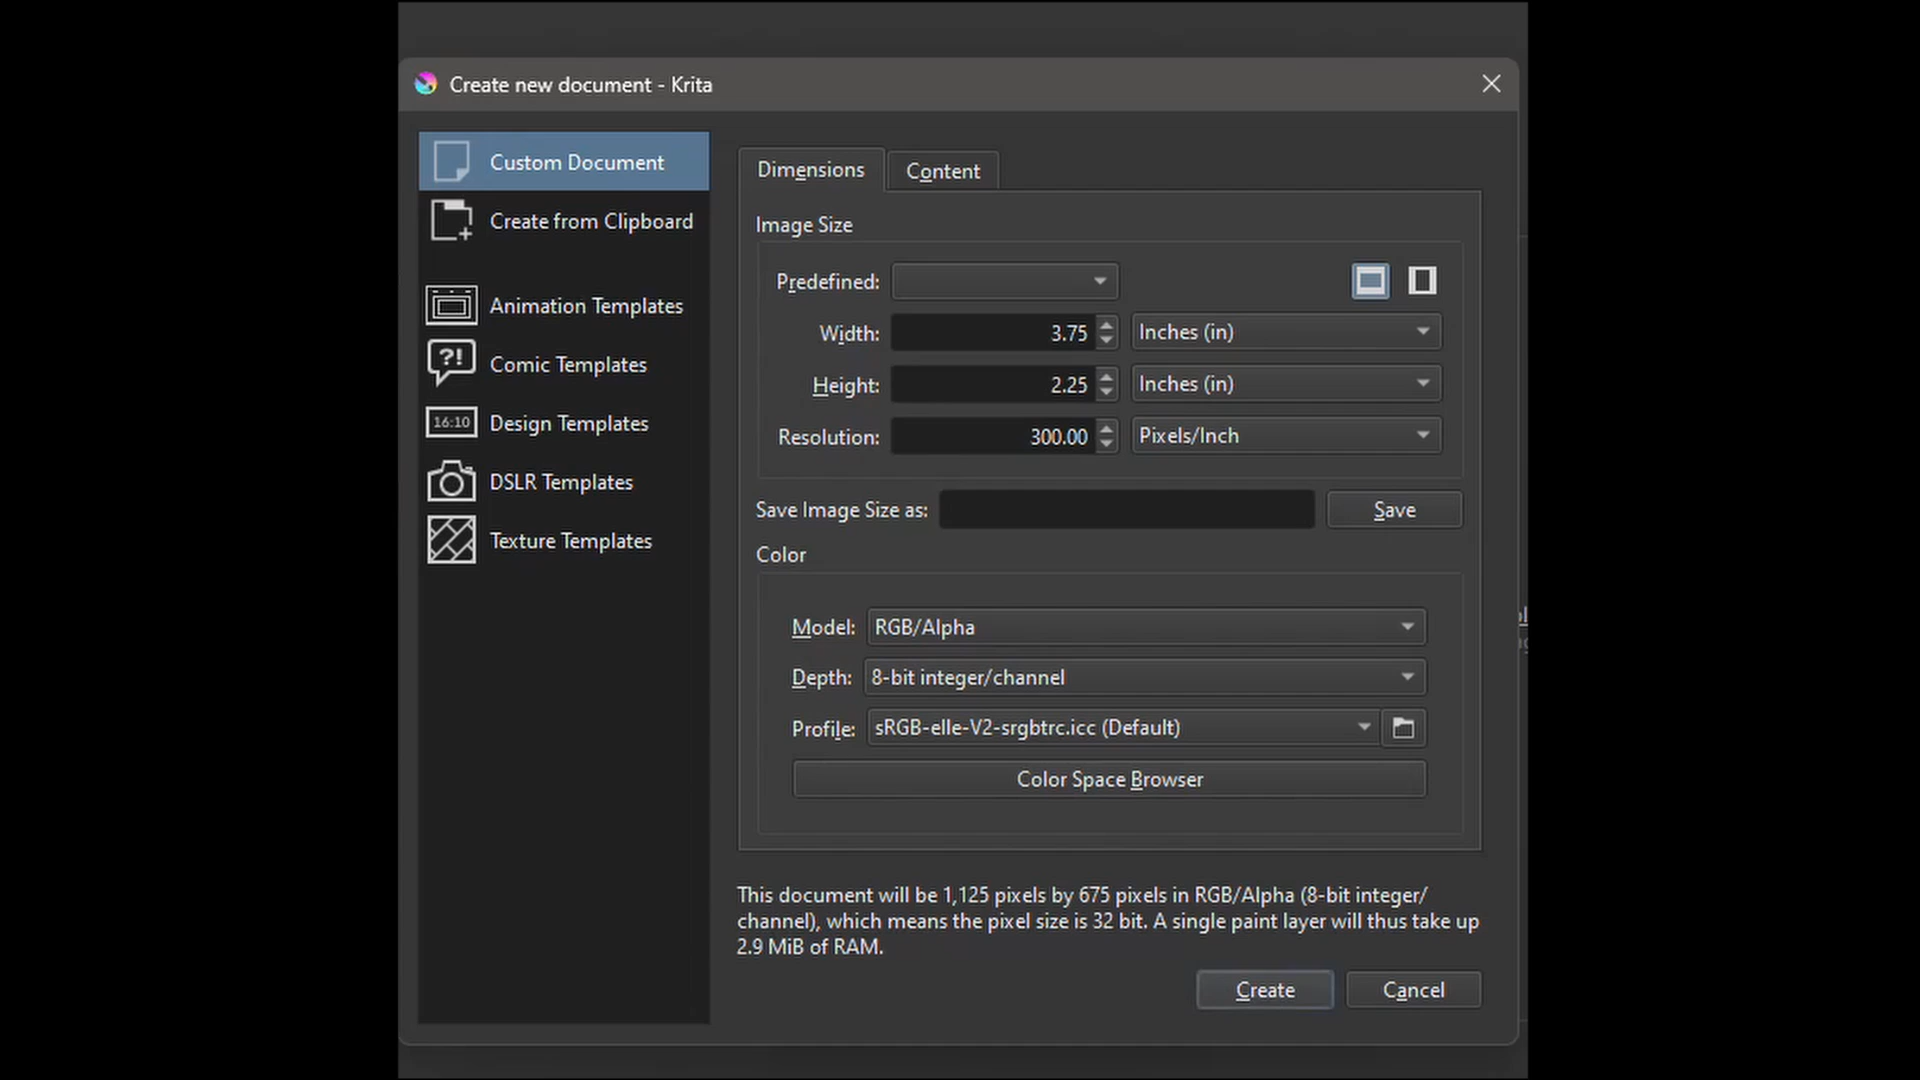 Create new document - Krita
Custom Document
Create from Clipboard
Animation Templates
?!
Comic Templates
16:10
Design Templates
DSLR Templates
Texture Templates
Dimensions
Content
Image Size
Predefined:
Width: 3.75 Inches (in)
Height: 2.25 Inches (in)
Resolution: 300.00 Pixels/Inch
Save Image Size as: Save
Color
Model: RGB/Alpha
Depth: 8-bit integer/channel
Profile: sRGB-elle-V2-srgbtrc.icc (Default)
Color Space Browser
This document will be 1,125 pixels by 675 pixels in RGB/Alpha (8-bit integer/
channel), which means the pixel size is 32 bit. A single paint layer will thus take up
2.9 MiB of RAM.
Create
Cancel